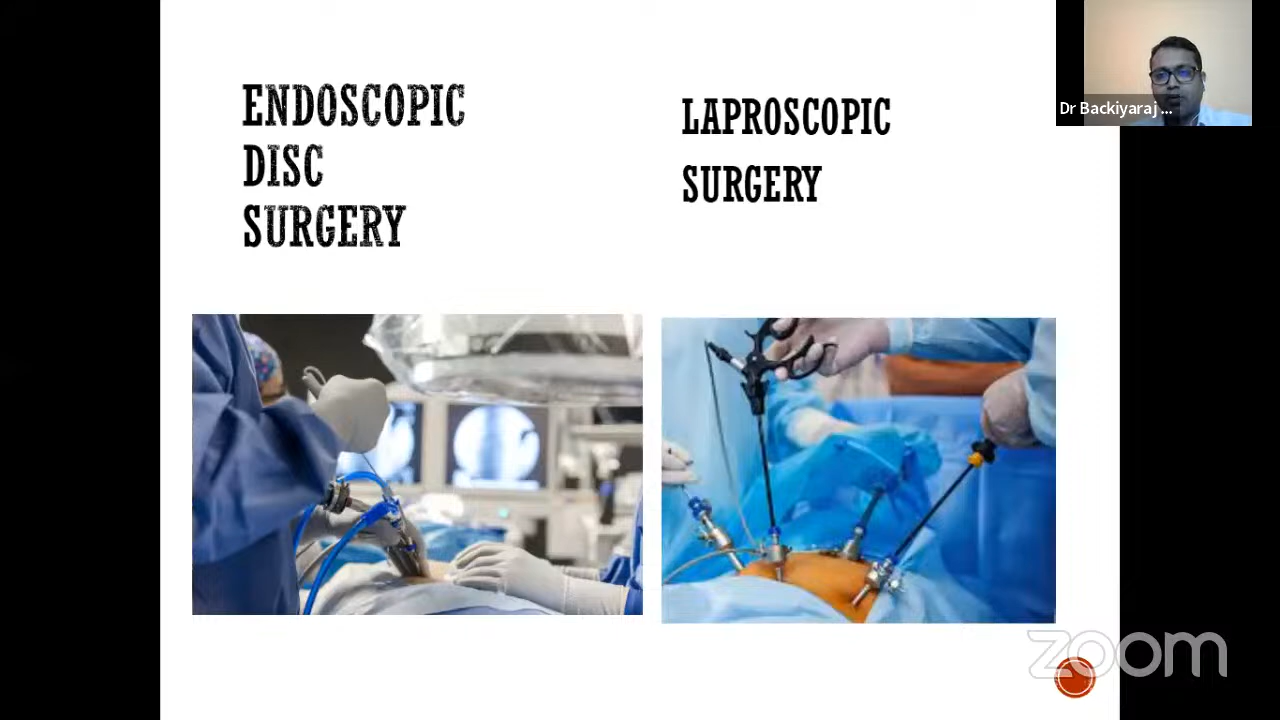 ENDOSCOPIC
DISC
SURGERY
LAPROSCOPIC
SURGERY
Dr Backiyaraj ...
zoom